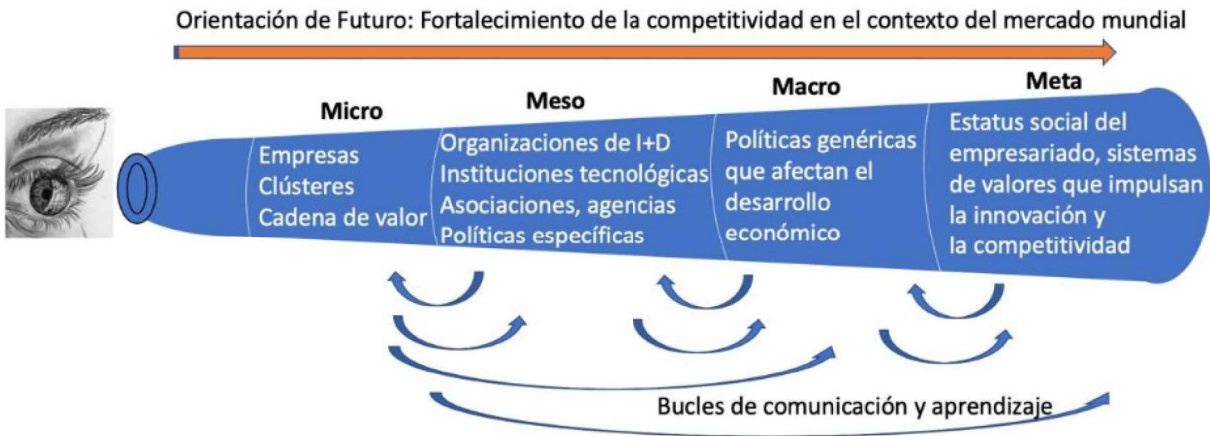 Orientación de Futuro: Fortalecimiento de la competitividad en el contexto del mercado mundial
Micro
Meso
Macro
Meta
Empresas
Clústeres
Cadena de valor
Organizaciones de I+D
Instituciones tecnológicas
Asociaciones, agencias
Políticas específicas
Políticas genéricas
que afectan el
desarrollo
económico
Estatus social del
empresariado, sistemas
de valores que impulsan
la innovación y
la competitividad
Bucles de comunicación y aprendizaje